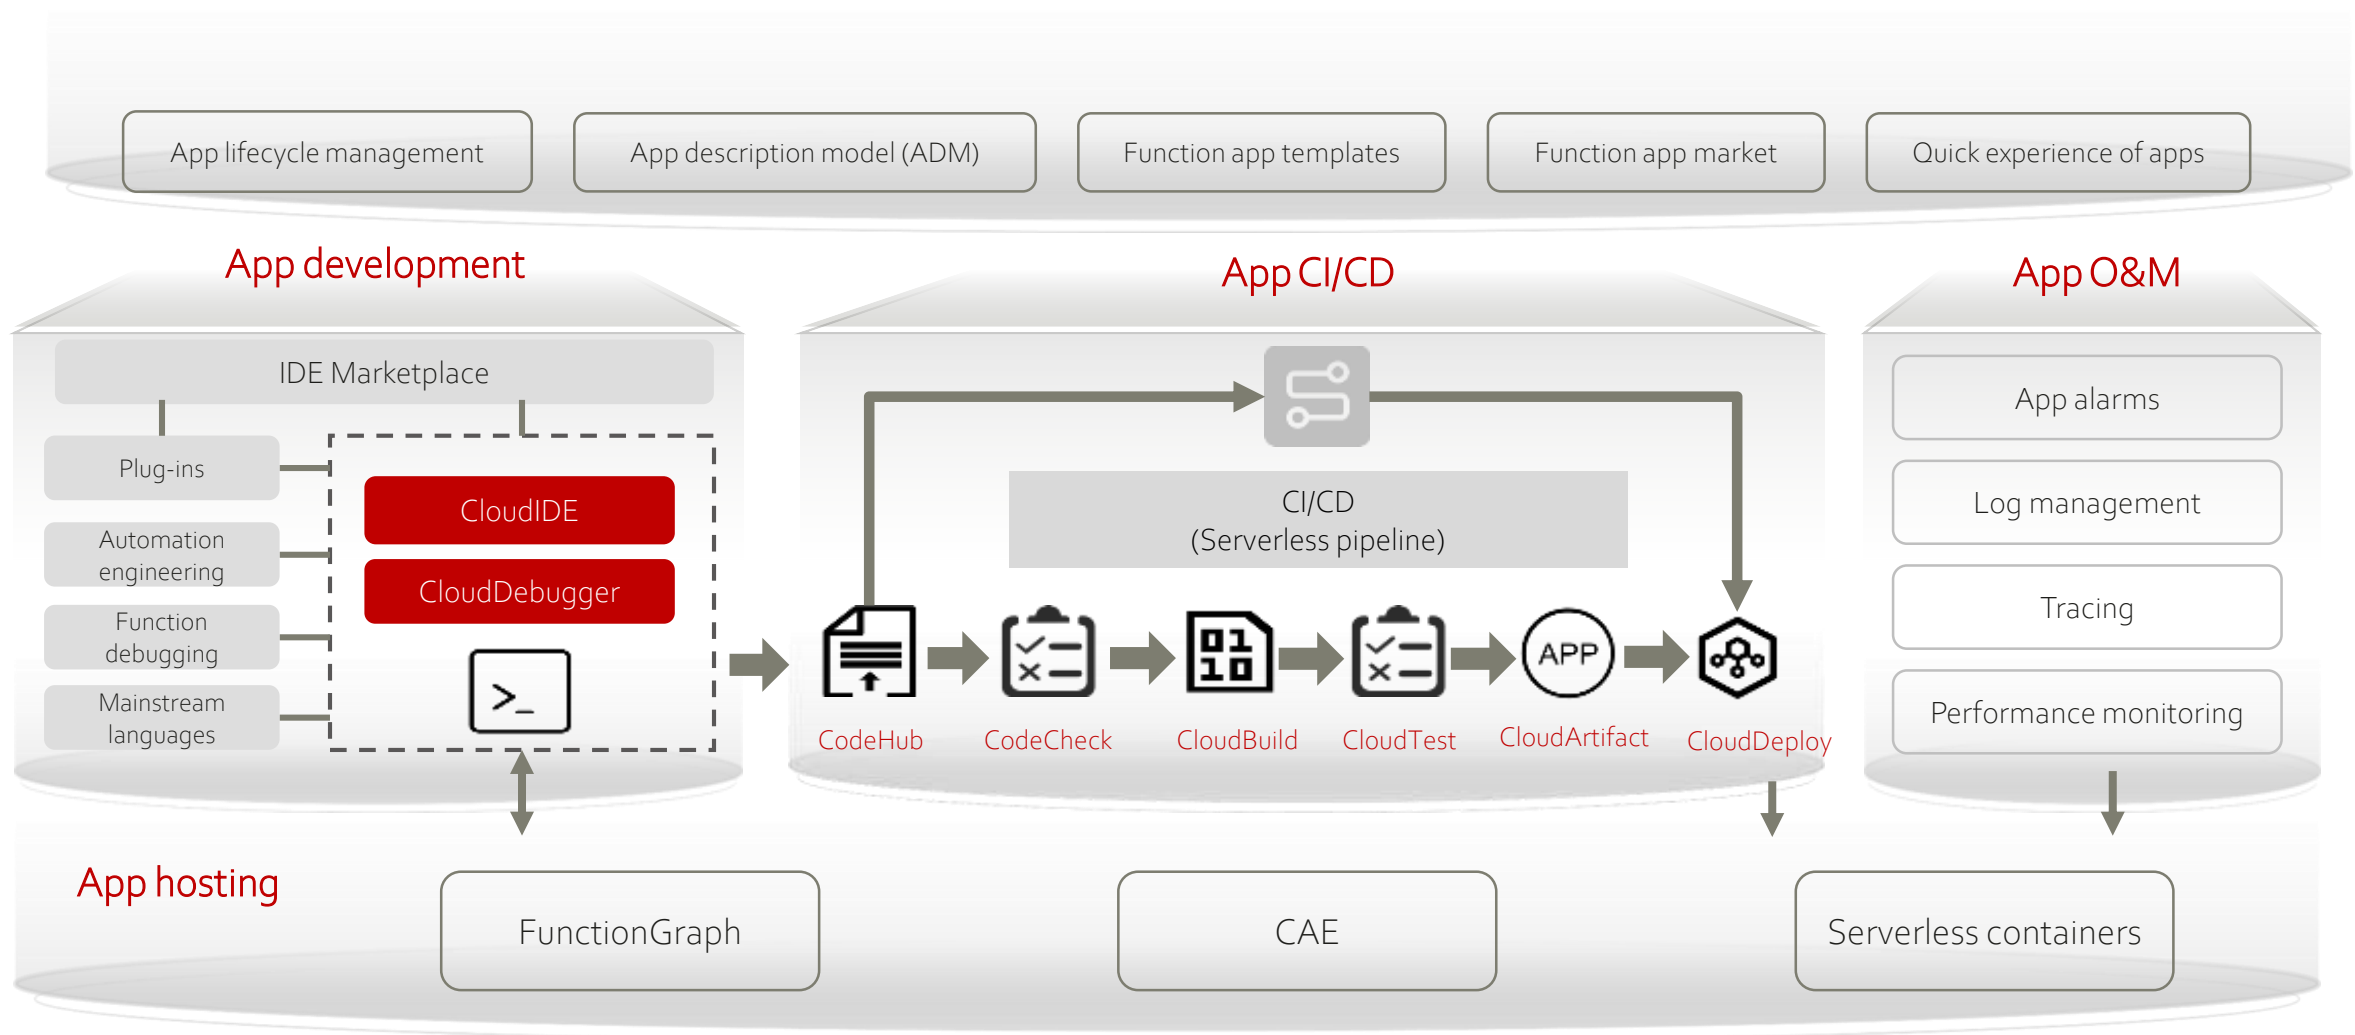 App lifecycle management
App description model (ADM)
Function app templates
Function app market
Quick experience of apps
App development
IDE Marketplace
Plug-ins
Automation
engineering
Function
debugging
Mainstream
languages
CloudIDE
CloudDebugger
>_
App CI/CD
CI/CD
(Serverless pipeline)
01
10
APP
CodeHub
CodeCheck
CloudBuild
CloudTest
CloudArtifact
CloudDeploy
App O&M
App alarms
Log management
Tracing
Performance monitoring
App hosting
FunctionGraph
CAE
Serverless containers